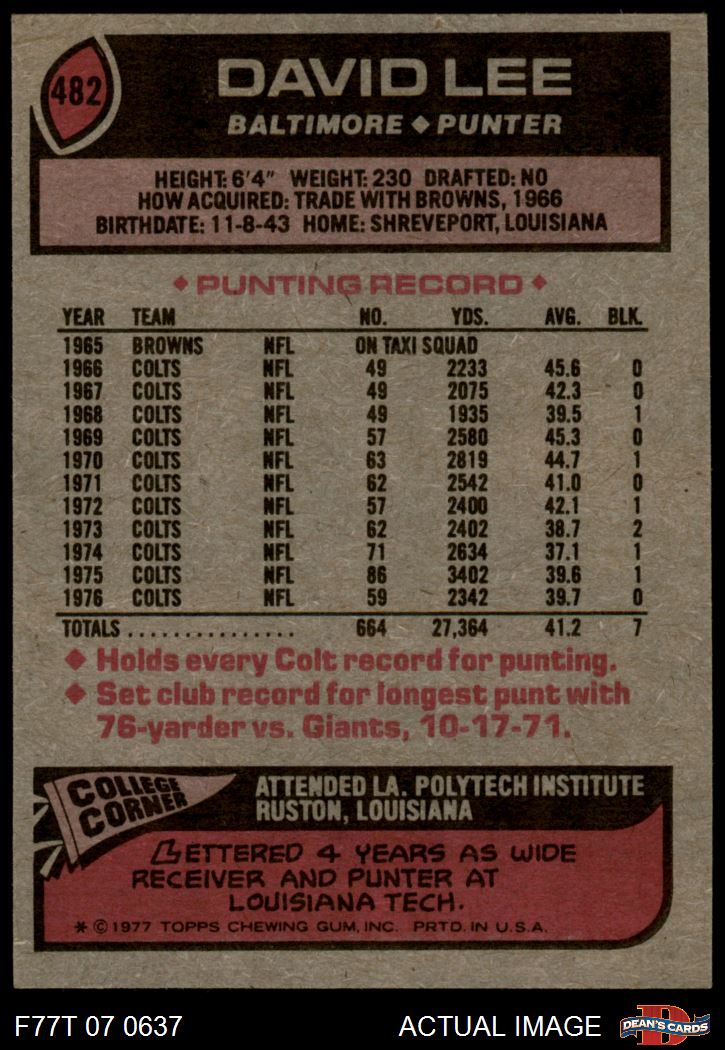 482
DAVID LEE
BALTIMORE ◆ PUNTER
HEIGHT: 6'4" WEIGHT: 230 DRAFTED: NO
HOW ACQUIRED: TRADE WITH BROWNS, 1966
BIRTHDATE: 11-8-43 HOME: SHREVEPORT, LOUISIANA
◆ PUNTING RECORD ◆
YEAR TEAM NO. YDS. AVG. BLK.
1965 BROWNS NFL ON TAXI SQUAD
1966 COLTS NFL 49 2233 45.6 0
1967 COLTS NFL 49 2075 42.3 0
1968 COLTS NFL 49 1935 39.5 1
1969 COLTS NFL 57 2580 45.3 0
1970 COLTS NFL 63 2819 44.7 1
1971 COLTS NFL 62 2542 41.0 0
1972 COLTS NFL 57 2400 42.1 1
1973 COLTS NFL 62 2402 38.7 2
1974 COLTS NFL 71 2634 37.1 1
1975 COLTS NFL 86 3402 39.6 1
1976 COLTS NFL 59 2342 39.7 0
TOTALS . . . . . . . . . . . . . . . 664 27,364 41.2 7
◆ Holds every Colt record for punting.
◆ Set club record for longest punt with
76-yarder vs. Giants, 10-17-71.
COLLEGE
CORNER
ATTENDED LA. POLYTECH INSTITUTE
RUSTON, LOUISIANA
LETTERED 4 YEARS AS WIDE
RECEIVER AND PUNTER AT
LOUISIANA TECH.
* © 1977 TOPPS CHEWING GUM, INC. PRTD. IN U.S.A.
F77T 07 0637 ACTUAL IMAGE
D
DEAN'S CARDS